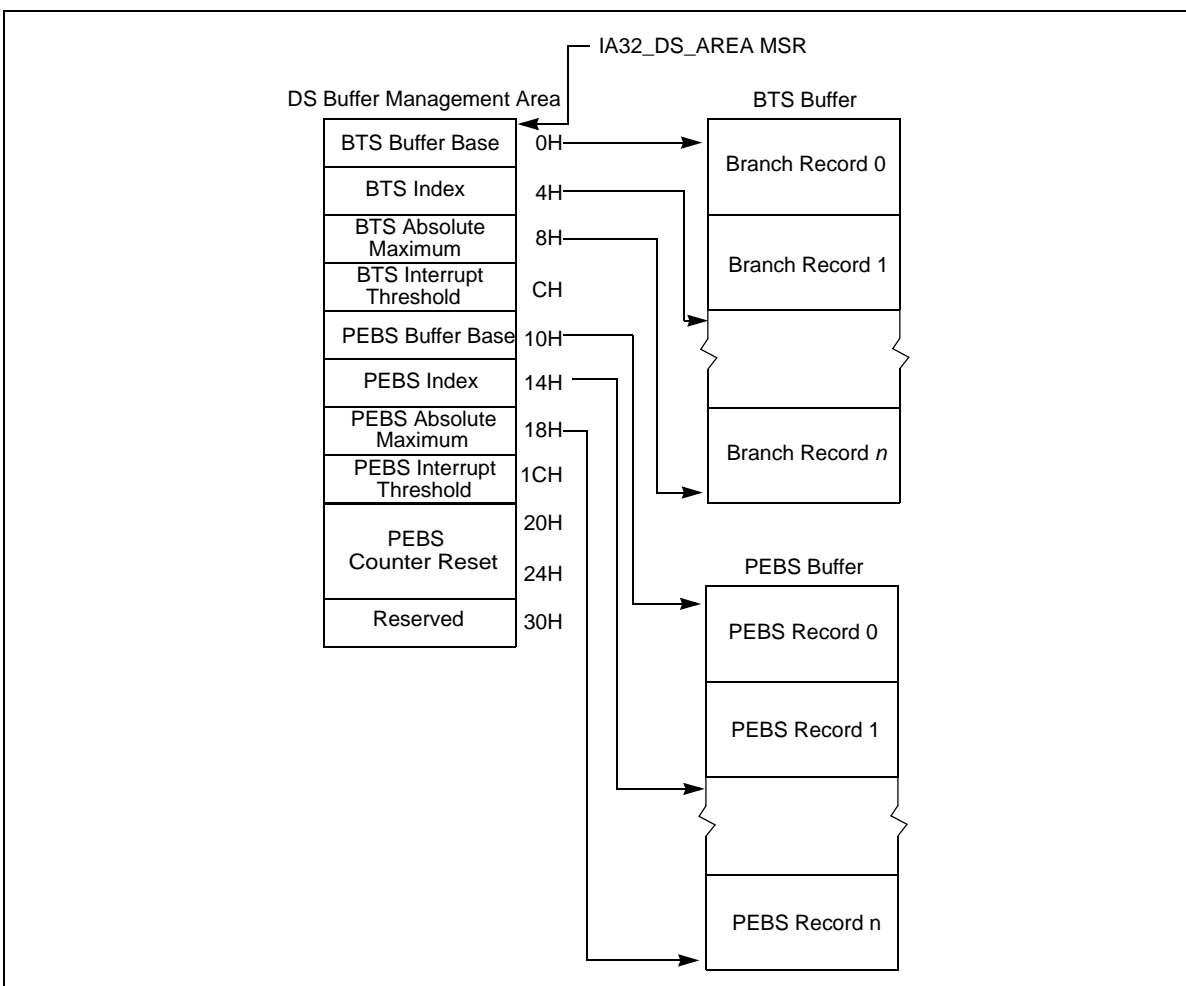 IA32_DS_AREA MSR
DS Buffer Management Area
BTS Buffer Base
0H
BTS Index
4H
BTS Absolute
Maximum
8H
BTS Interrupt
Threshold
CH
PEBS Buffer Base
10H
PEBS Index
14H
PEBS Absolute
Maximum
18H
PEBS Interrupt
Threshold
1CH
PEBS
Counter Reset
20H
24H
Reserved
30H
BTS Buffer
Branch Record 0
Branch Record 1
Branch Record n
PEBS Buffer
PEBS Record 0
PEBS Record 1
PEBS Record n